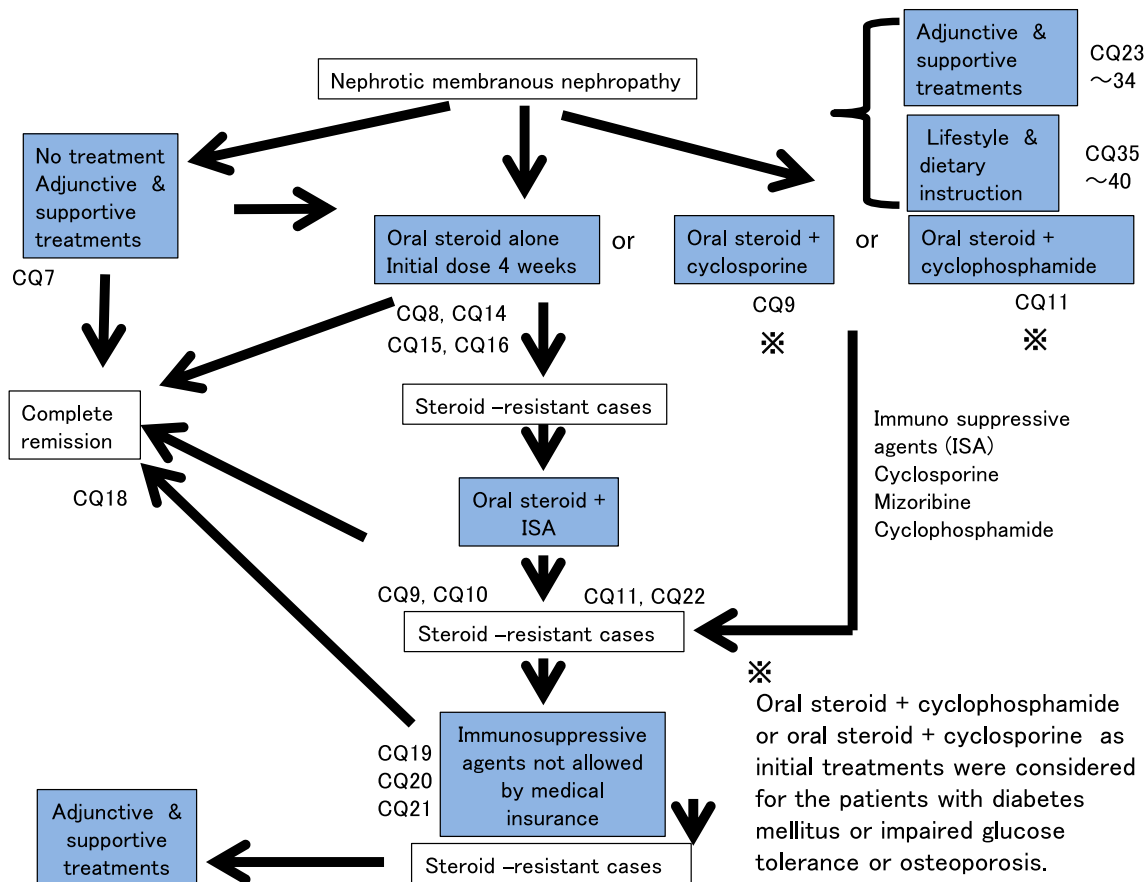 Nephrotic membranous nephropathy
Adjunctive &
supportive
treatments
CQ23
～34
Lifestyle &
dietary
instruction
CQ35
～40
No treatment
Adjunctive &
supportive
treatments
CQ7
Oral steroid alone
Initial dose 4 weeks
or
Oral steroid +
cyclosporine
or
Oral steroid +
cyclophosphamide
CQ8, CQ14
CQ15, CQ16
CQ9
※
CQ11
※
Complete
remission
CQ18
Steroid –resistant cases
Immuno suppressive
agents (ISA)
Cyclosporine
Mizoribine
Cyclophosphamide
Oral steroid +
ISA
CQ9, CQ10
CQ11, CQ22
Steroid –resistant cases
※
Oral steroid + cyclophosphamide
or oral steroid + cyclosporine as
initial treatments were considered
for the patients with diabetes
mellitus or impaired glucose
tolerance or osteoporosis.
CQ19
CQ20
CQ21
Immunosuppressive
agents not allowed
by medical
insurance
Steroid –resistant cases
Adjunctive &
supportive
treatments